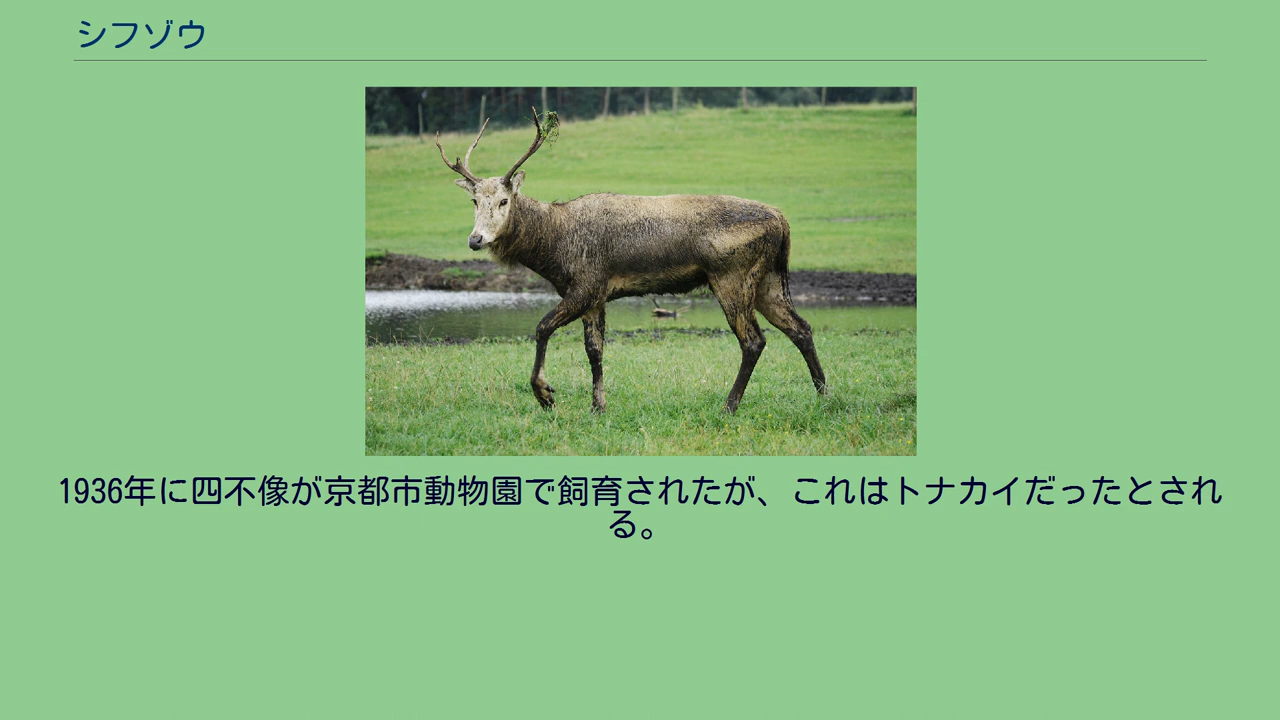 シフゾウ
1936年に四不像が京都市動物園で飼育されたが、これはトナカイだったとされ
る。